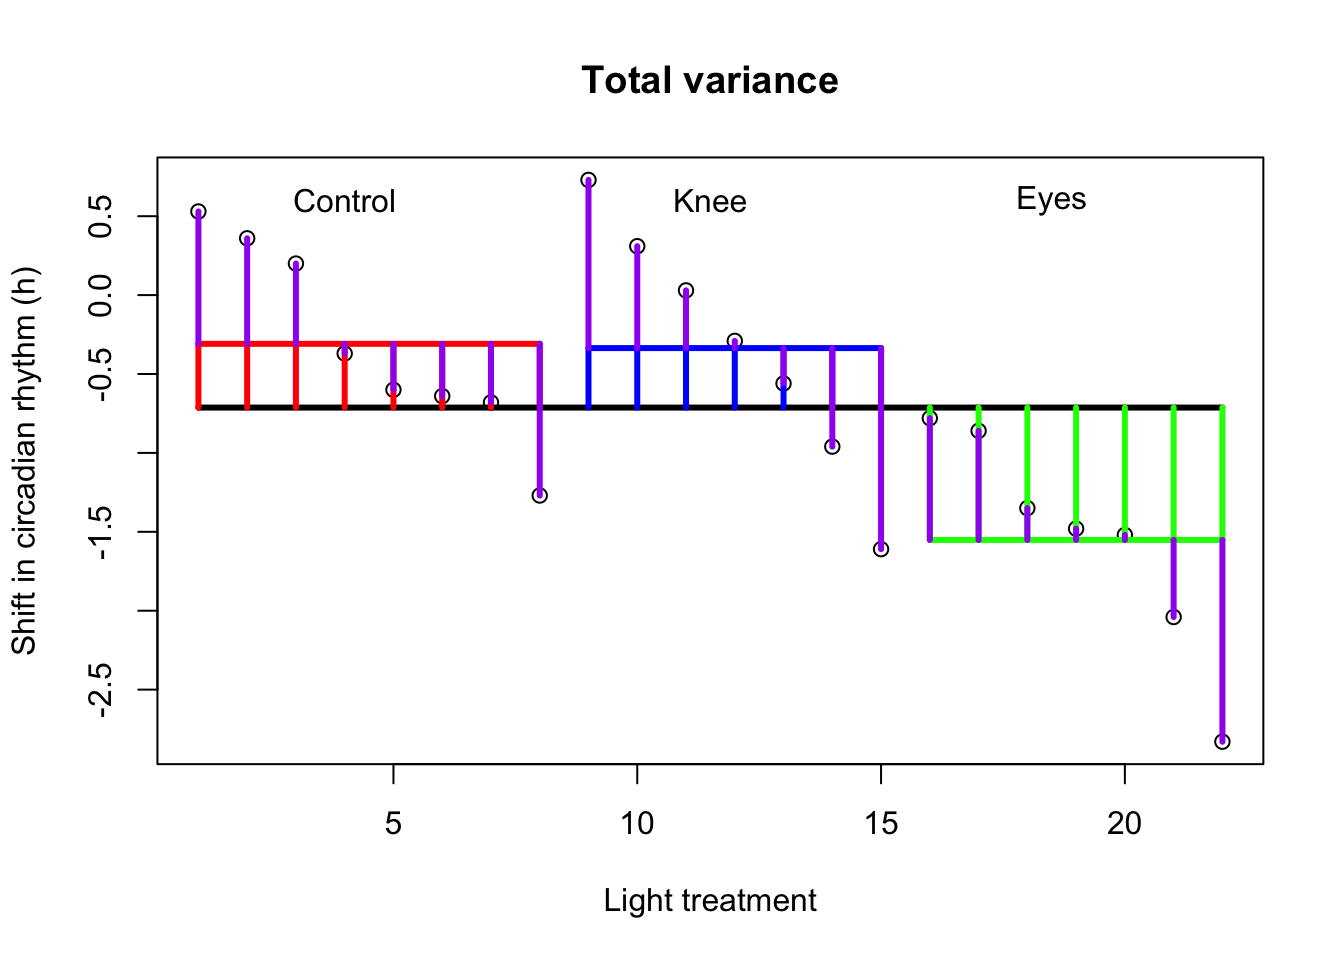 Total variance
Control Knee Eyes
Shift in circadian rhythm (h)
0.5
0.0
-0.5
-1.5
-2.5
5 10 15 20
Light treatment